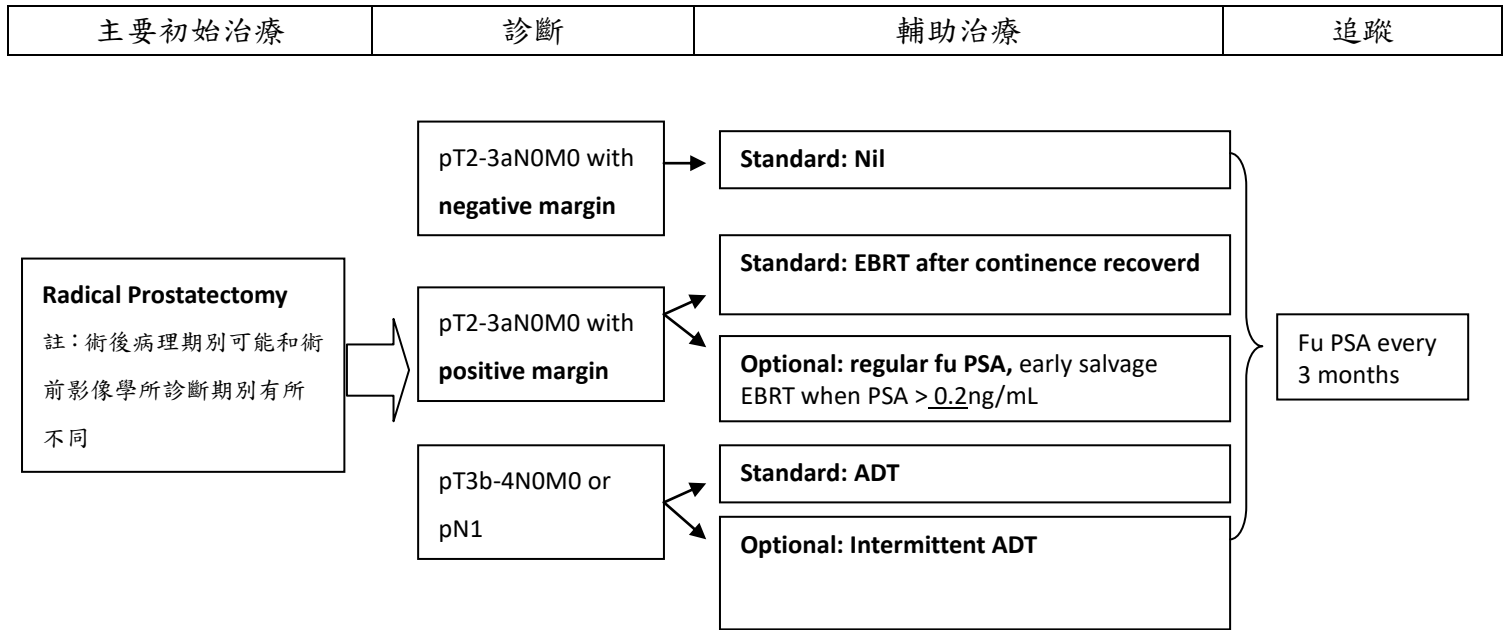 主要初始治療
診斷
輔助治療
追蹤
Radical Prostatectomy
註：術後病理期別可能和術
前影像學所診斷期別有所
不同
pT2-3aN0M0 with
negative margin
pT2-3aN0M0 with
positive margin
pT3b-4N0M0 or
pN1
Standard: Nil
Standard: EBRT after continence recoverd
Optional: regular fu PSA, early salvage
EBRT when PSA > 0.2ng/mL
Standard: ADT
Optional: Intermittent ADT
Fu PSA every
3 months